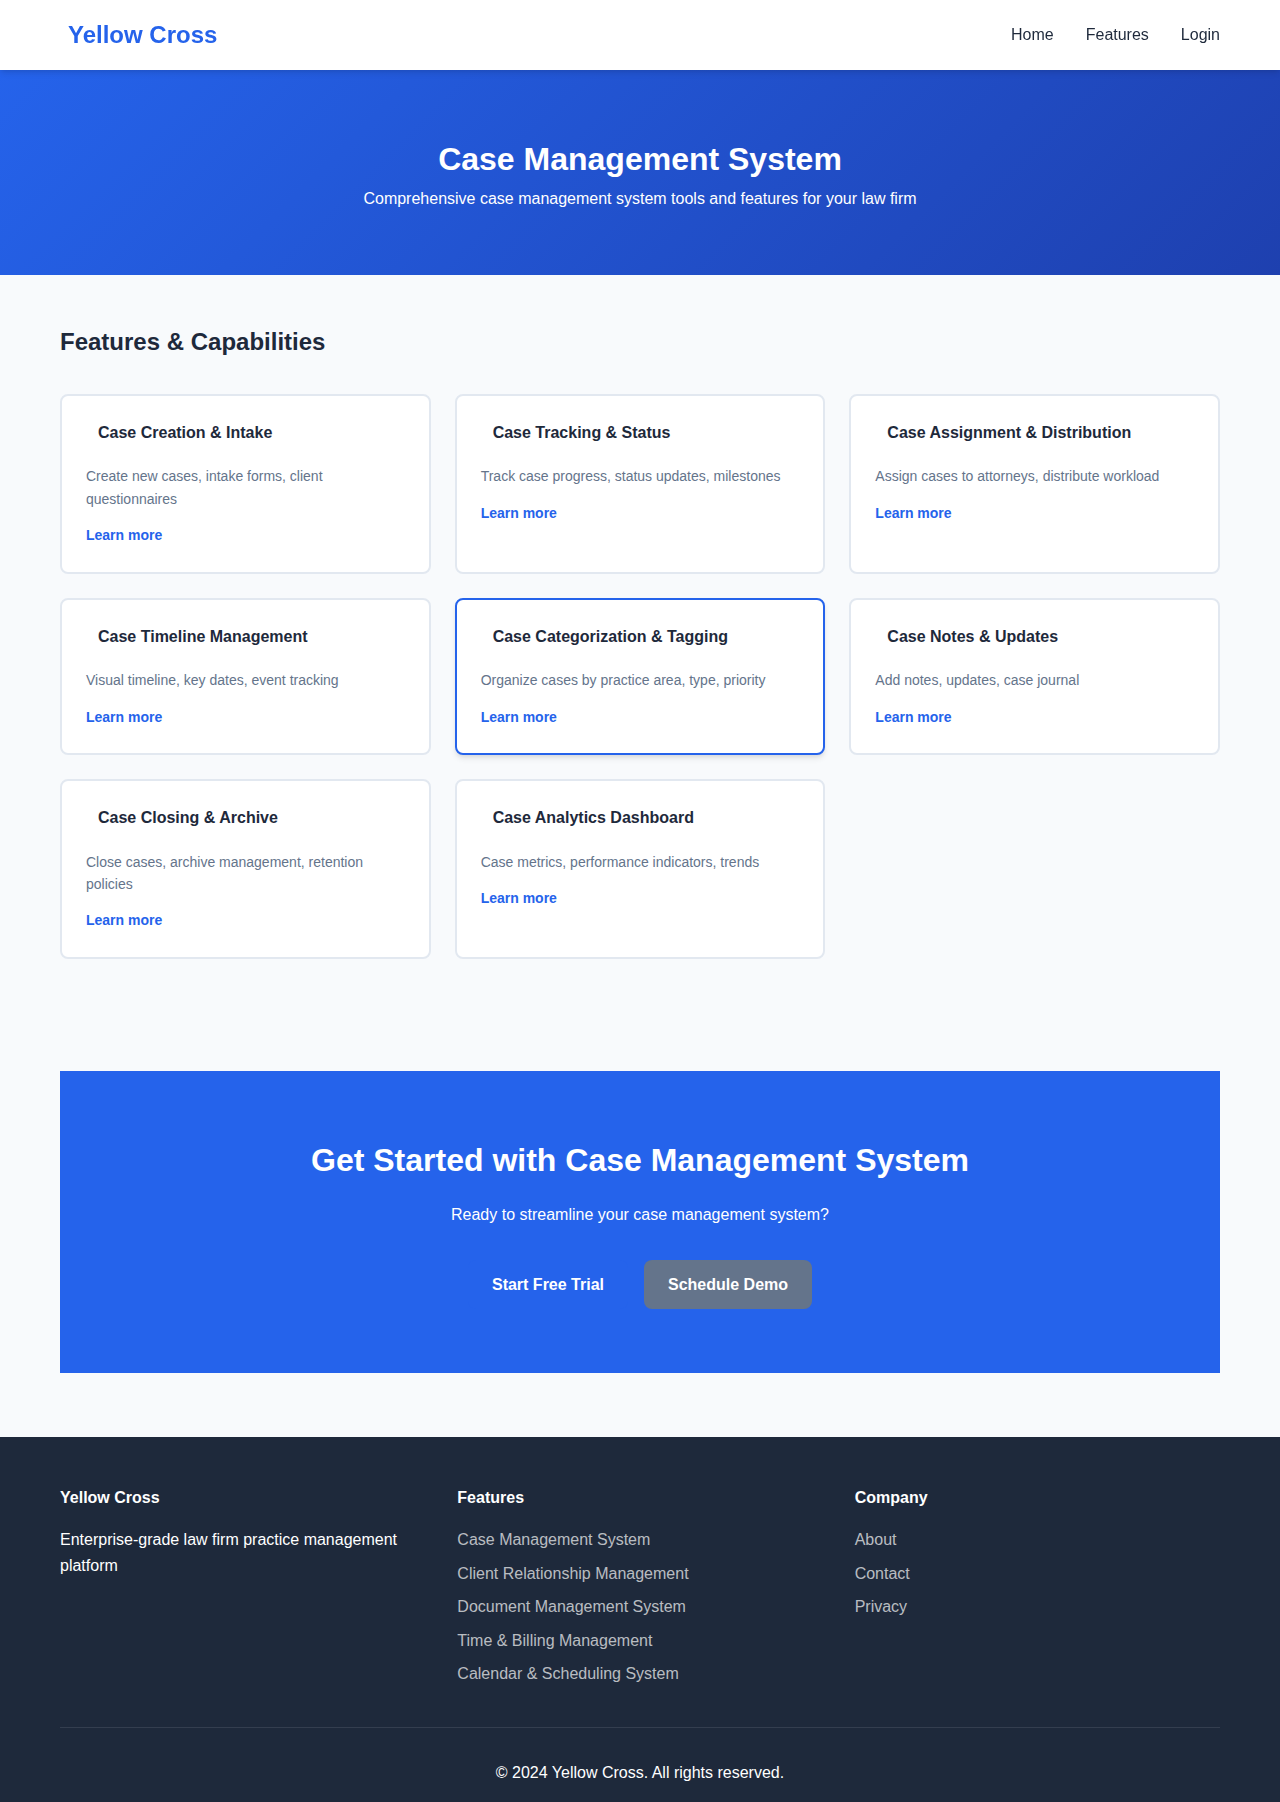 Yellow Cross
Home Features Login
Case Management System
Comprehensive case management system tools and features for your law firm
Features & Capabilities
Case Creation & Intake
Create new cases, intake forms, client
questionnaires
Learn more
Case Tracking & Status
Track case progress, status updates, milestones
Learn more
Case Assignment & Distribution
Assign cases to attorneys, distribute workload
Learn more
Case Timeline Management
Visual timeline, key dates, event tracking
Learn more
Case Categorization & Tagging
Organize cases by practice area, type, priority
Learn more
Case Notes & Updates
Add notes, updates, case journal
Learn more
Case Closing & Archive
Close cases, archive management, retention
policies
Learn more
Case Analytics Dashboard
Case metrics, performance indicators, trends
Learn more
Get Started with Case Management System
Ready to streamline your case management system?
Start Free Trial
Schedule Demo
Yellow Cross
Enterprise-grade law firm practice management
platform
Features
Case Management System
Client Relationship Management
Document Management System
Time & Billing Management
Calendar & Scheduling System
Company
About
Contact
Privacy
© 2024 Yellow Cross. All rights reserved.